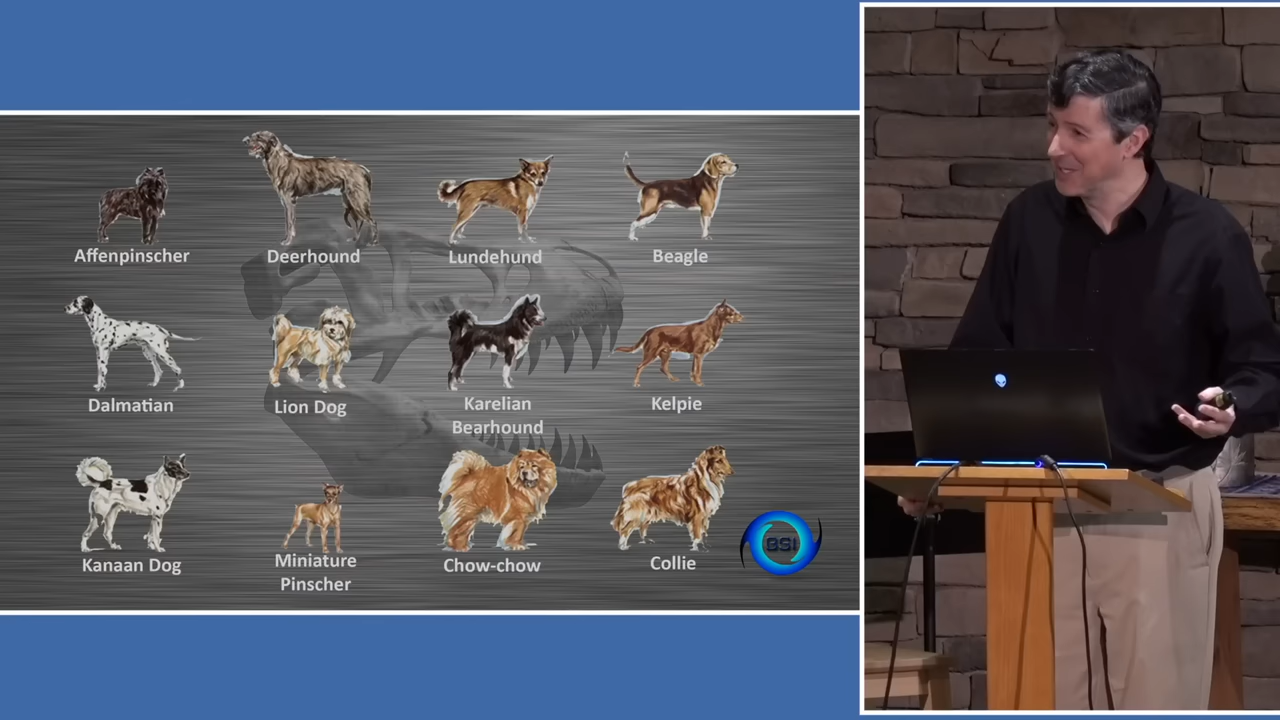 Affenpinscher
Deerhound
Lundehund
Beagle
Dalmatian
Lion Dog
Karelian
Bearhound
Kelpie
Kanaan Dog
Miniature
Pinscher
Chow-chow
Collie
BSI